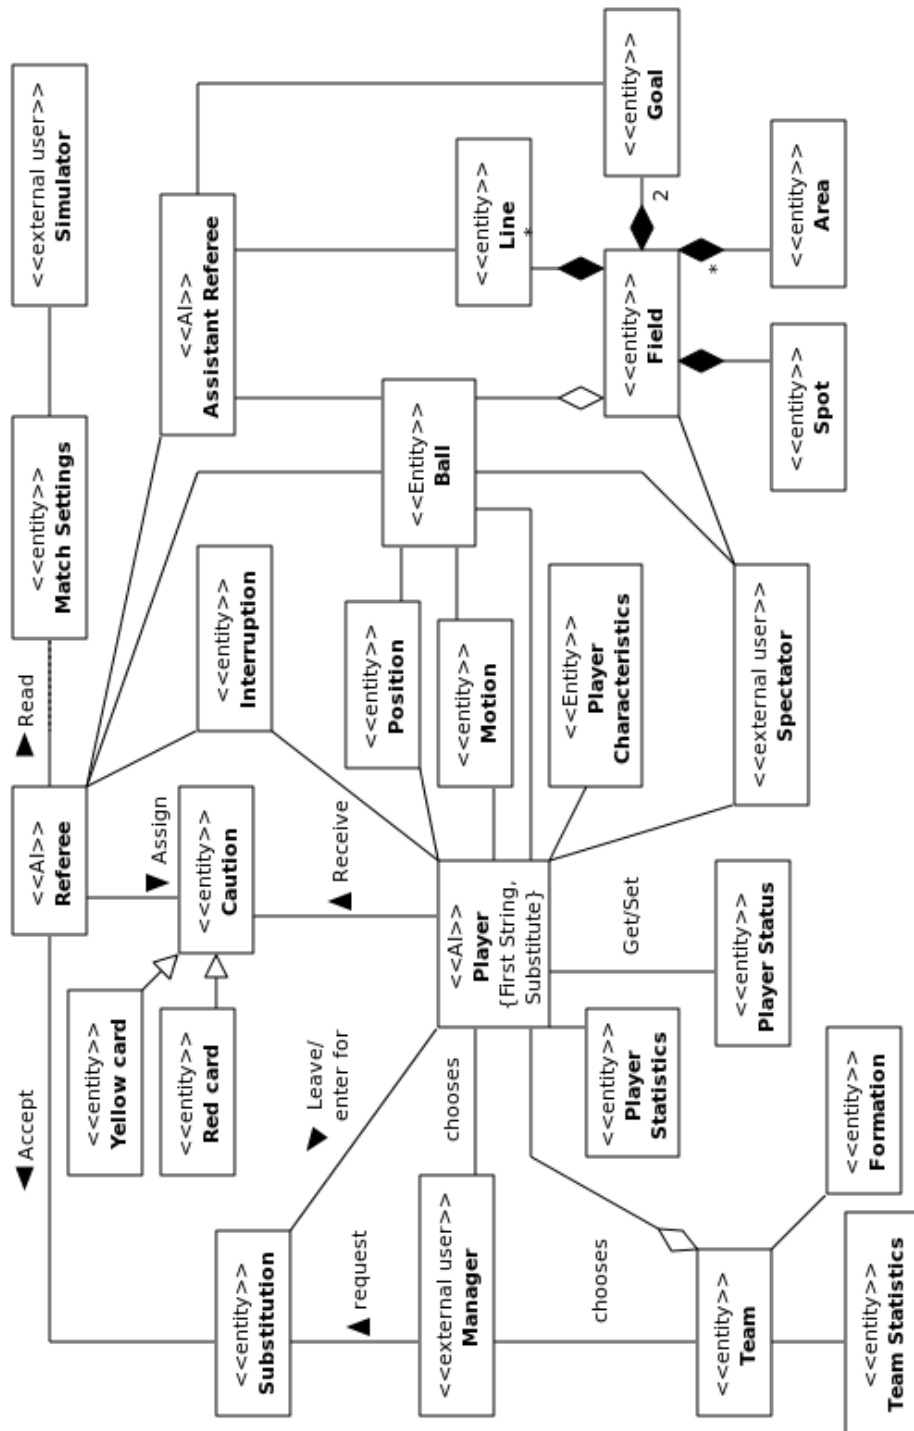 <<external user>>
Simulator
<<entity>>
Match Settings
Read
<<AI>>
Referee
Accept
<<AI>>
Assistant Referee
<<entity>>
Interruption
Assign
<<entity>>
Caution
<<entity>>
Yellow card
<<entity>>
Red card
<<entity>>
Substitution
Leave/
enter for
Receive
request
<<entity>>
Goal
2
<<entity>>
Line
*
<<Entity>>
Ball
<<entity>>
Position
<<entity>>
Motion
<<Entity>>
Player
Characteristics
<<AI>>
Player
{First String,
Substitute}
chooses
<<external user>>
Manager
<<entity>>
Field
*
<<entity>>
Area
<<entity>>
Spot
<<external user>>
Spectator
Get/Set
<<entity>>
Player Status
<<entity>>
Player
Statistics
chooses
<<entity>>
Team
<<entity>>
Formation
<<entity>>
Team Statistics